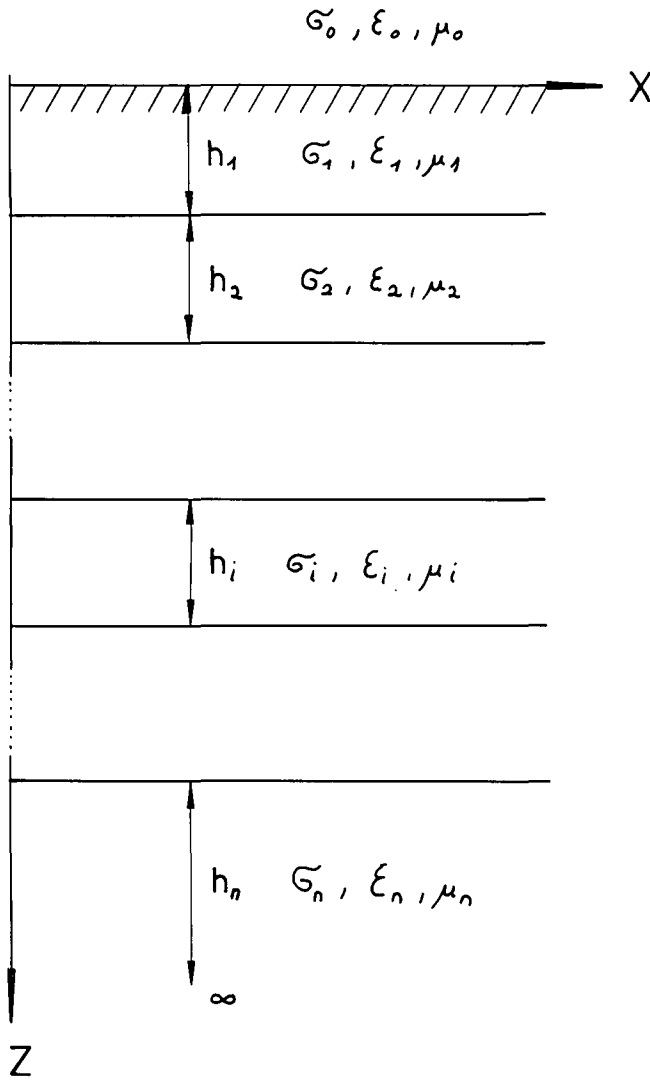 σ₀, ε₀, μ₀
X
h₁ σ₁, ε₁, μ₁
h₂ σ₂, ε₂, μ₂
hᵢ σᵢ, εᵢ, μᵢ
hₙ σₙ, εₙ, μₙ
∞
Z